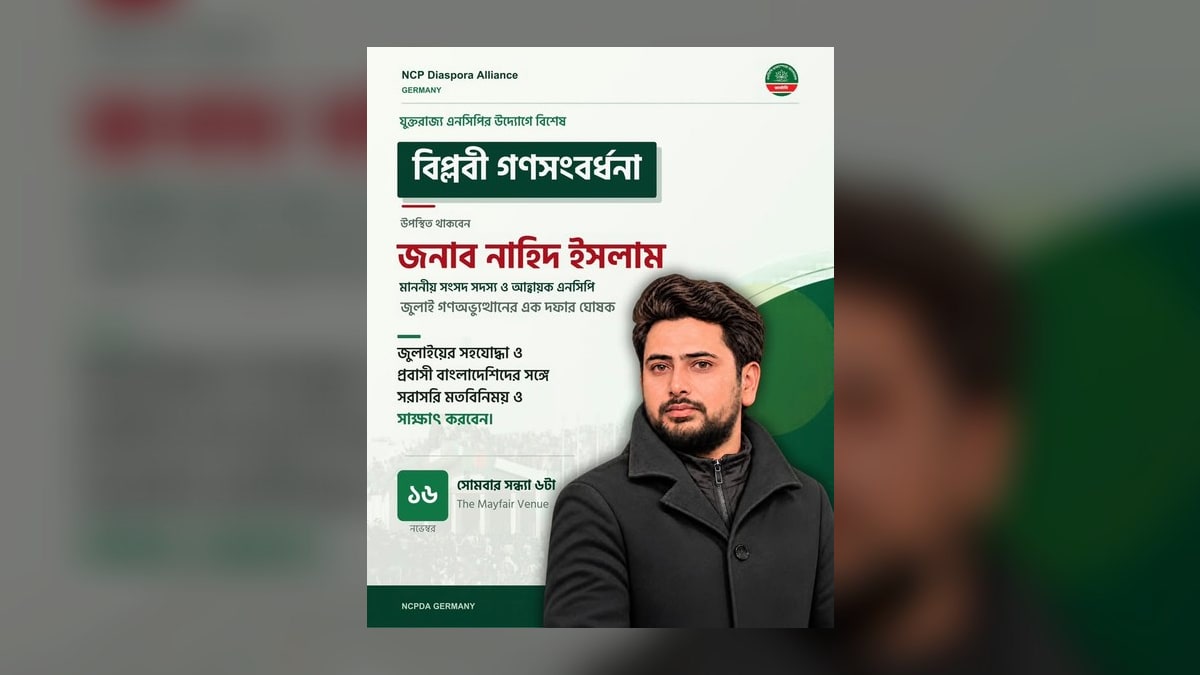 NCP Diaspora Alliance
GERMANY
যুক্তরাজ্য এনসিপির উদ্যোগে বিশেষ
বিপ্লবী গণসংবর্ধনা
উপস্থিত থাকবেন
জনাব নাহিদ ইসলাম
মাননীয় সংসদ সদস্য ও আহ্বায়ক এনসিপি
জুলাই গণঅভ্যুত্থানের এক দফার ঘোষক
জুলাইয়ের সহযোদ্ধা ও
প্রবাসী বাংলাদেশিদের সঙ্গে
সরাসরি মতবিনিময় ও
সাক্ষাৎ করবেন।
১৬
সোমবার সন্ধ্যা ৬টা
The Mayfair Venue
নভেম্বর
NCPDA GERMANY